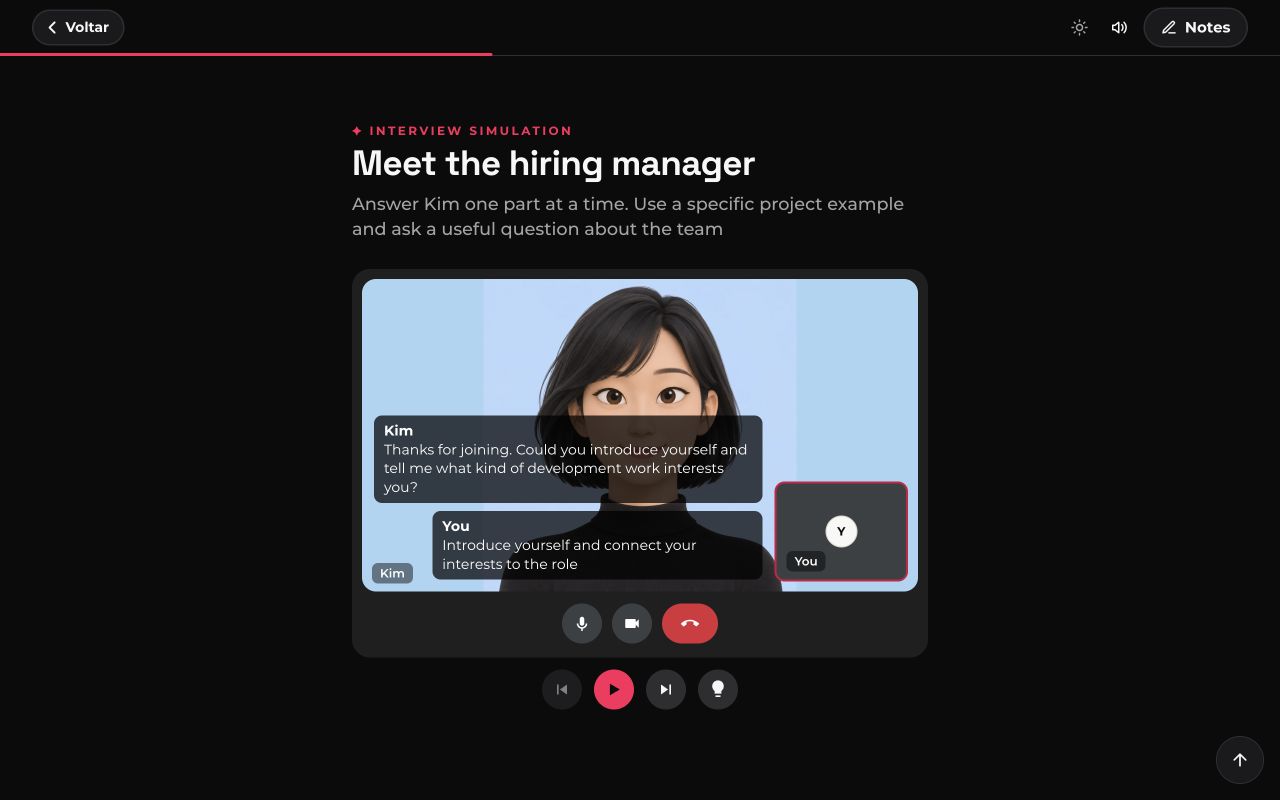 Voltar
Notes
INTERVIEW SIMULATION
Meet the hiring manager
Answer Kim one part at a time. Use a specific project example
and ask a useful question about the team
Kim
Thanks for joining. Could you introduce yourself and
tell me what kind of development work interests
you?
You
Introduce yourself and connect your
interests to the role
Kim
Y
You